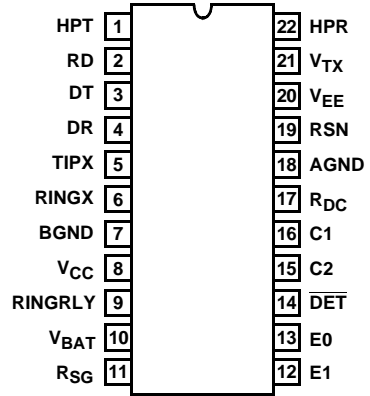 HPT 1 22 HPR
RD 2 21 VTX
DT 3 20 VEE
DR 4 19 RSN
TIPX 5 18 AGND
RINGX 6 17 RDC
BGND 7 16 C1
VCC 8 15 C2
RINGRLY 9 14 DET
VBAT 10 13 E0
RSG 11 12 E1